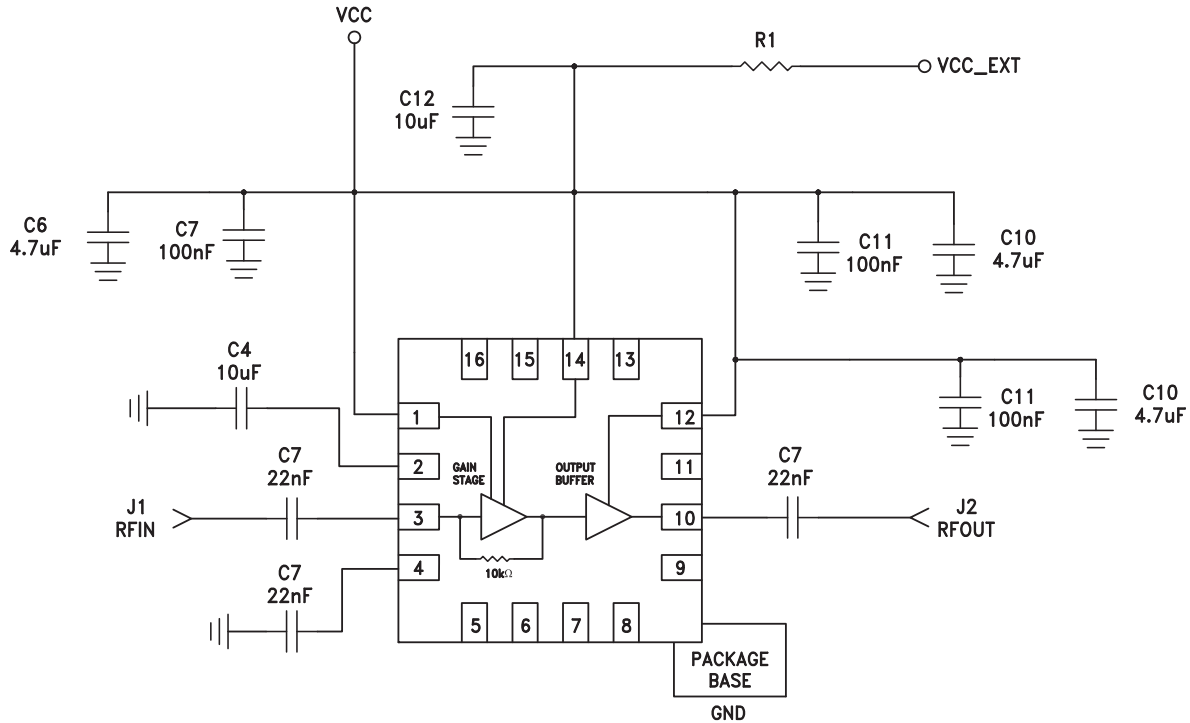 VCC
R1
VCC_EXT
C12
10uF
C6
4.7uF
C7
100nF
C11
100nF
C10
4.7uF
C4
10uF
16
15
14
13
C11
100nF
C10
4.7uF
1
12
2
GAIN
STAGE
OUTPUT
BUFFER
11
C7
22nF
C7
22nF
J1
RFIN
3
10
J2
RFOUT
10kΩ
4
9
C7
22nF
5
6
7
8
PACKAGE
BASE
GND